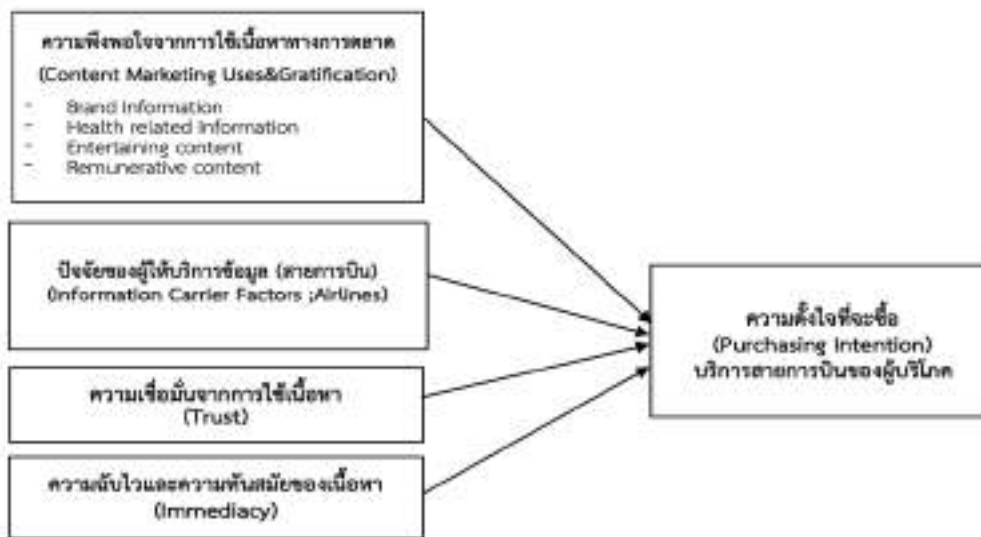 ความพึงพอใจจากการใช้เนื้อหาทางการตลาด
(Content Marketing Uses&Gratification)
- Brand Information
- Health related Information
- Entertaining content
- Remunerative content
ปัจจัยของผู้ให้บริการข้อมูล (สายการบิน)
(Information Carrier Factors ;Airlines)
ความเชื่อมั่นจากการใช้เนื้อหา
(Trust)
ความฉับไวและความทันสมัยของเนื้อหา
(Immediacy)
ความตั้งใจที่จะซื้อ
(Purchasing Intention)
บริการสายการบินของผู้บริโภค